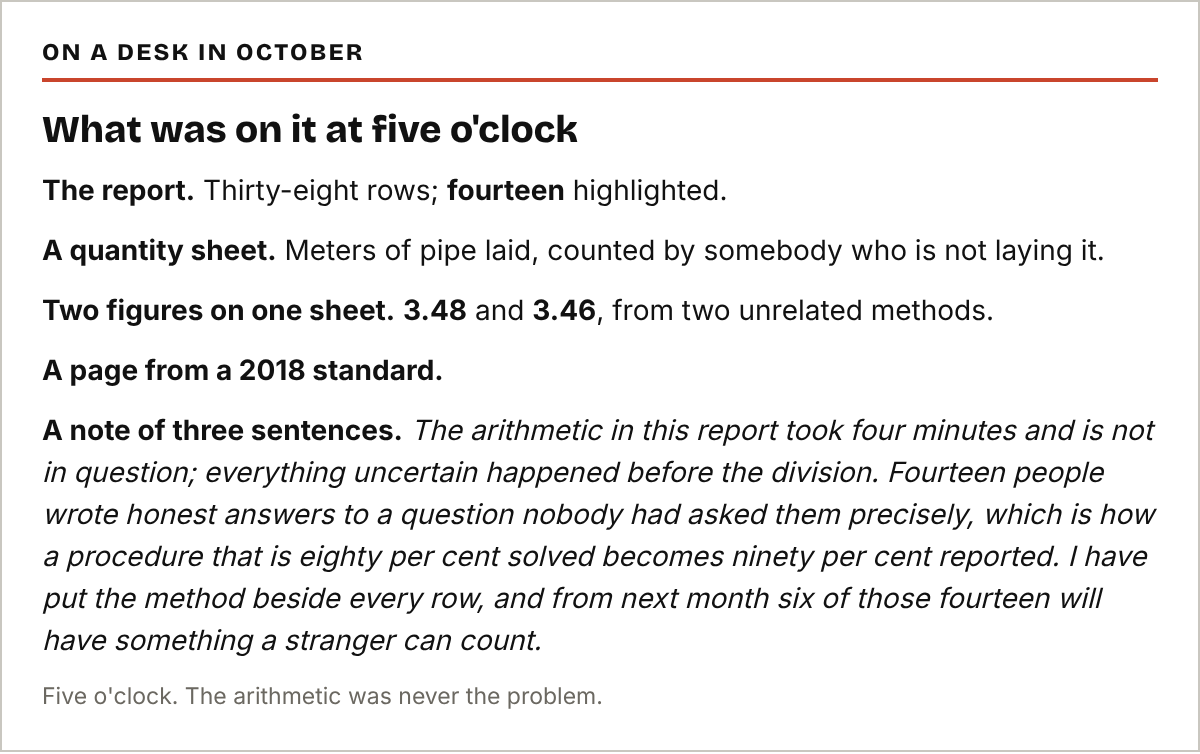 ON A DESK IN OCTOBER
What was on it at five o'clock
The report. Thirty-eight rows; fourteen highlighted.
A quantity sheet. Meters of pipe laid, counted by somebody who is not laying it.
Two figures on one sheet. 3.48 and 3.46, from two unrelated methods.
A page from a 2018 standard.
A note of three sentences. The arithmetic in this report took four minutes and is not
in question; everything uncertain happened before the division. Fourteen people
wrote honest answers to a question nobody had asked them precisely, which is how
a procedure that is eighty per cent solved becomes ninety per cent reported. I have
put the method beside every row, and from next month six of those fourteen will
have something a stranger can count.
Five o'clock. The arithmetic was never the problem.